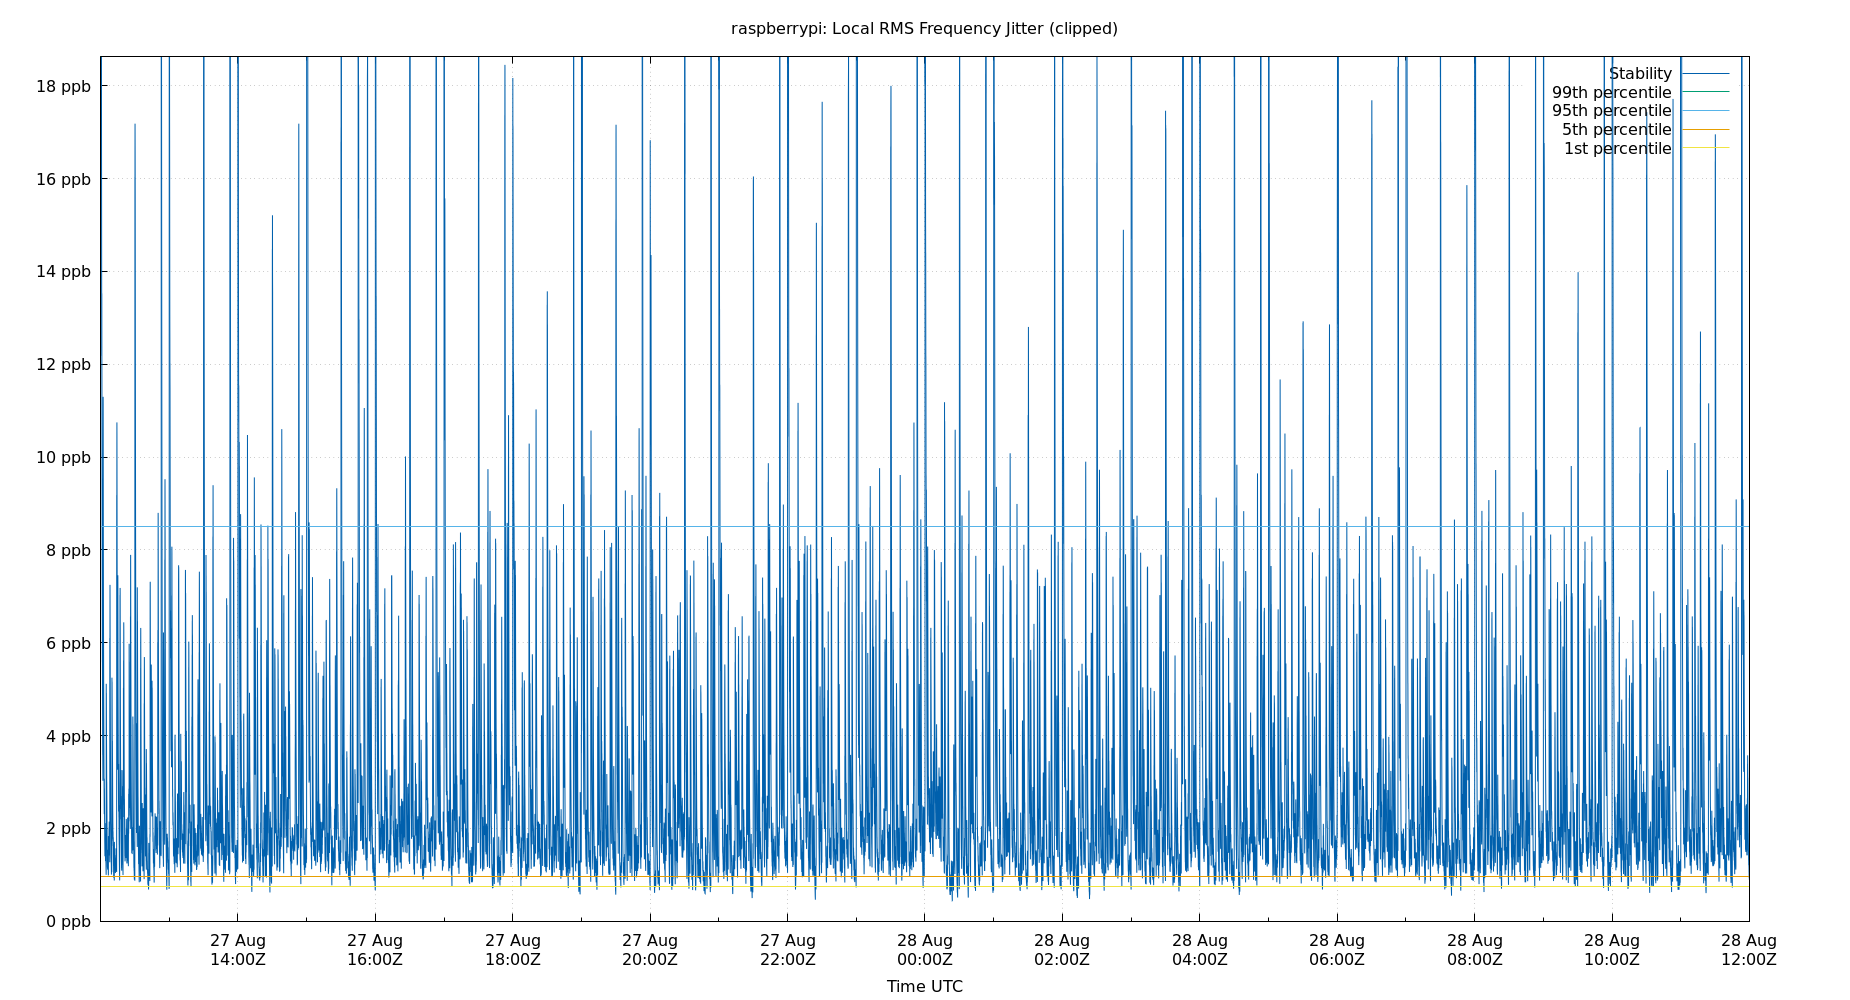 raspberrypi: Local RMS Frequency Jitter (clipped)
18 ppb
16 ppb
14 ppb
12 ppb
10 ppb
8 ppb
6 ppb
4 ppb
2 ppb
0 ppb
Stability
99th percentile
95th percentile
5th percentile
1st percentile
27 Aug 27 Aug 27 Aug 27 Aug 27 Aug 28 Aug 28 Aug 28 Aug 28 Aug 28 Aug 28 Aug 28 Aug
14:00Z 16:00Z 18:00Z 20:00Z 22:00Z 00:00Z 02:00Z 04:00Z 06:00Z 08:00Z 10:00Z 12:00Z
Time UTC